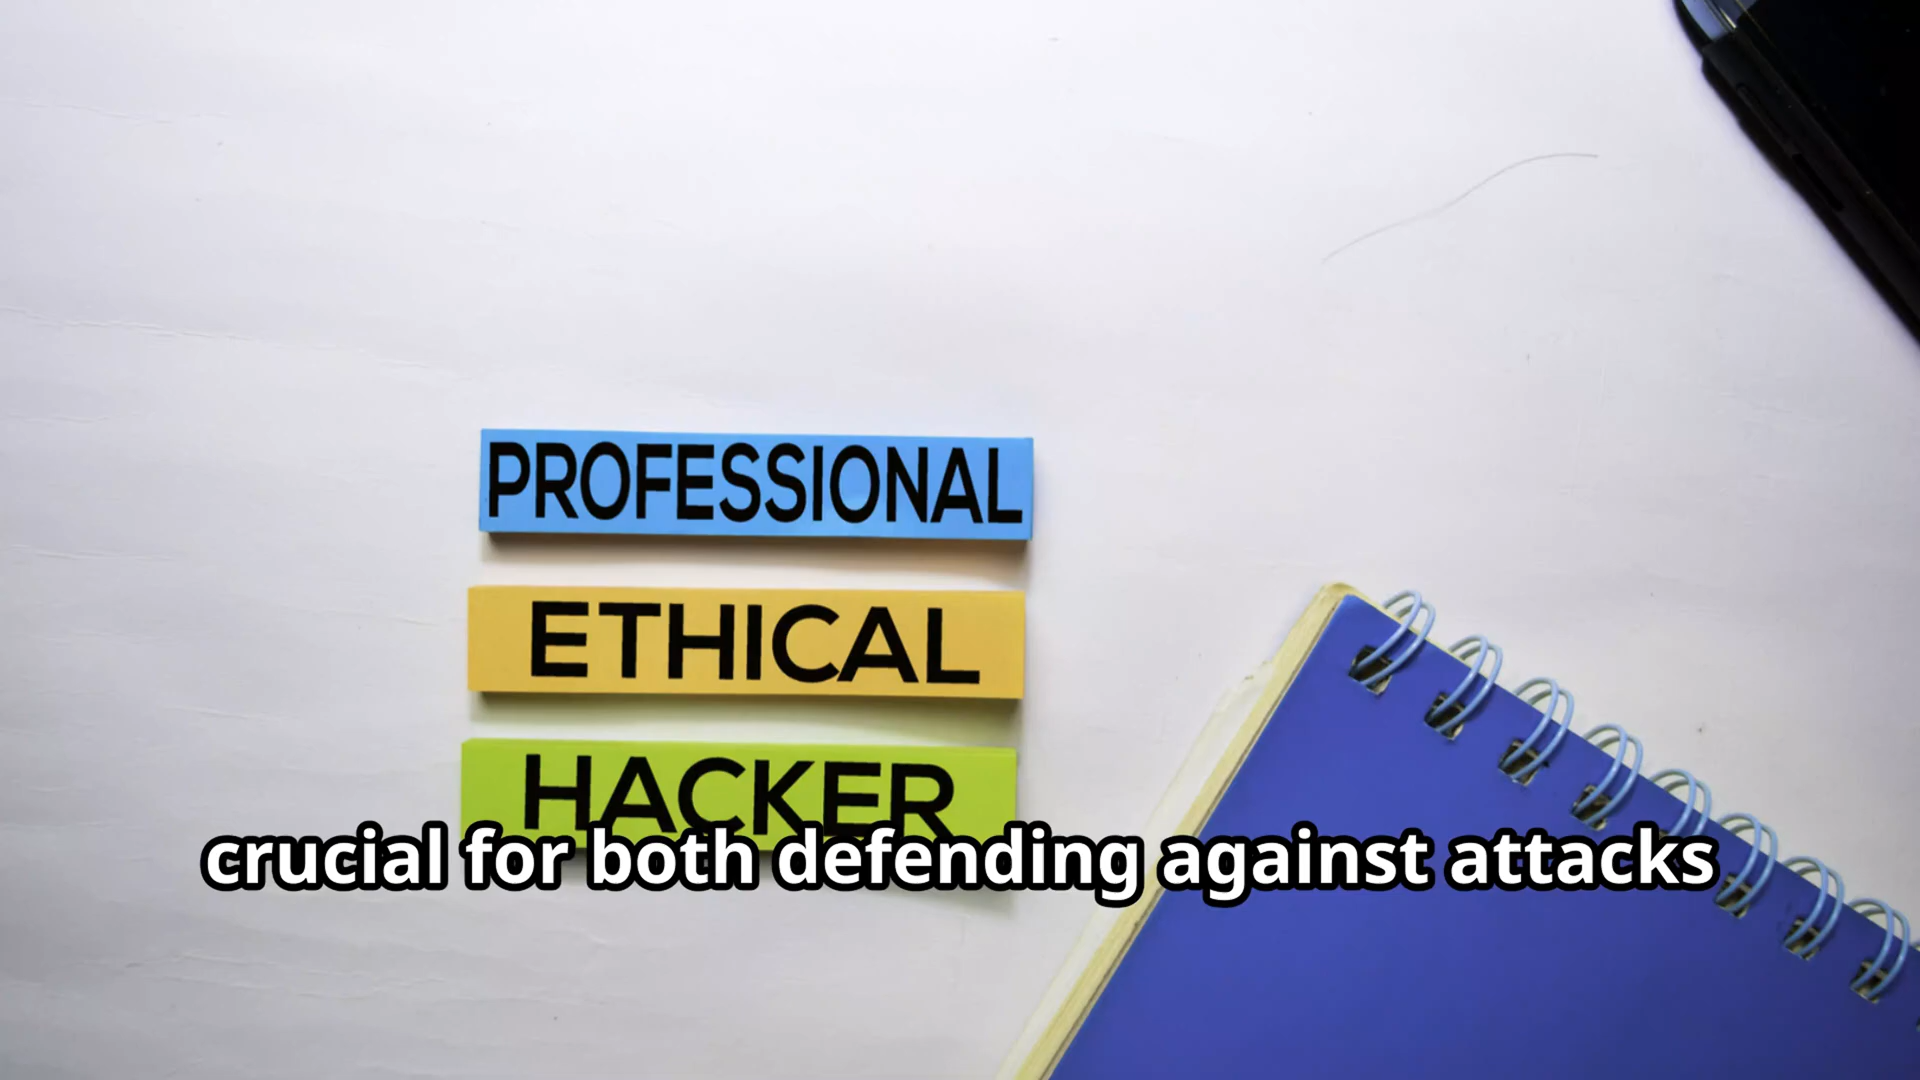 PROFESSIONAL
ETHICAL
HACKER
crucial for both defending against attacks